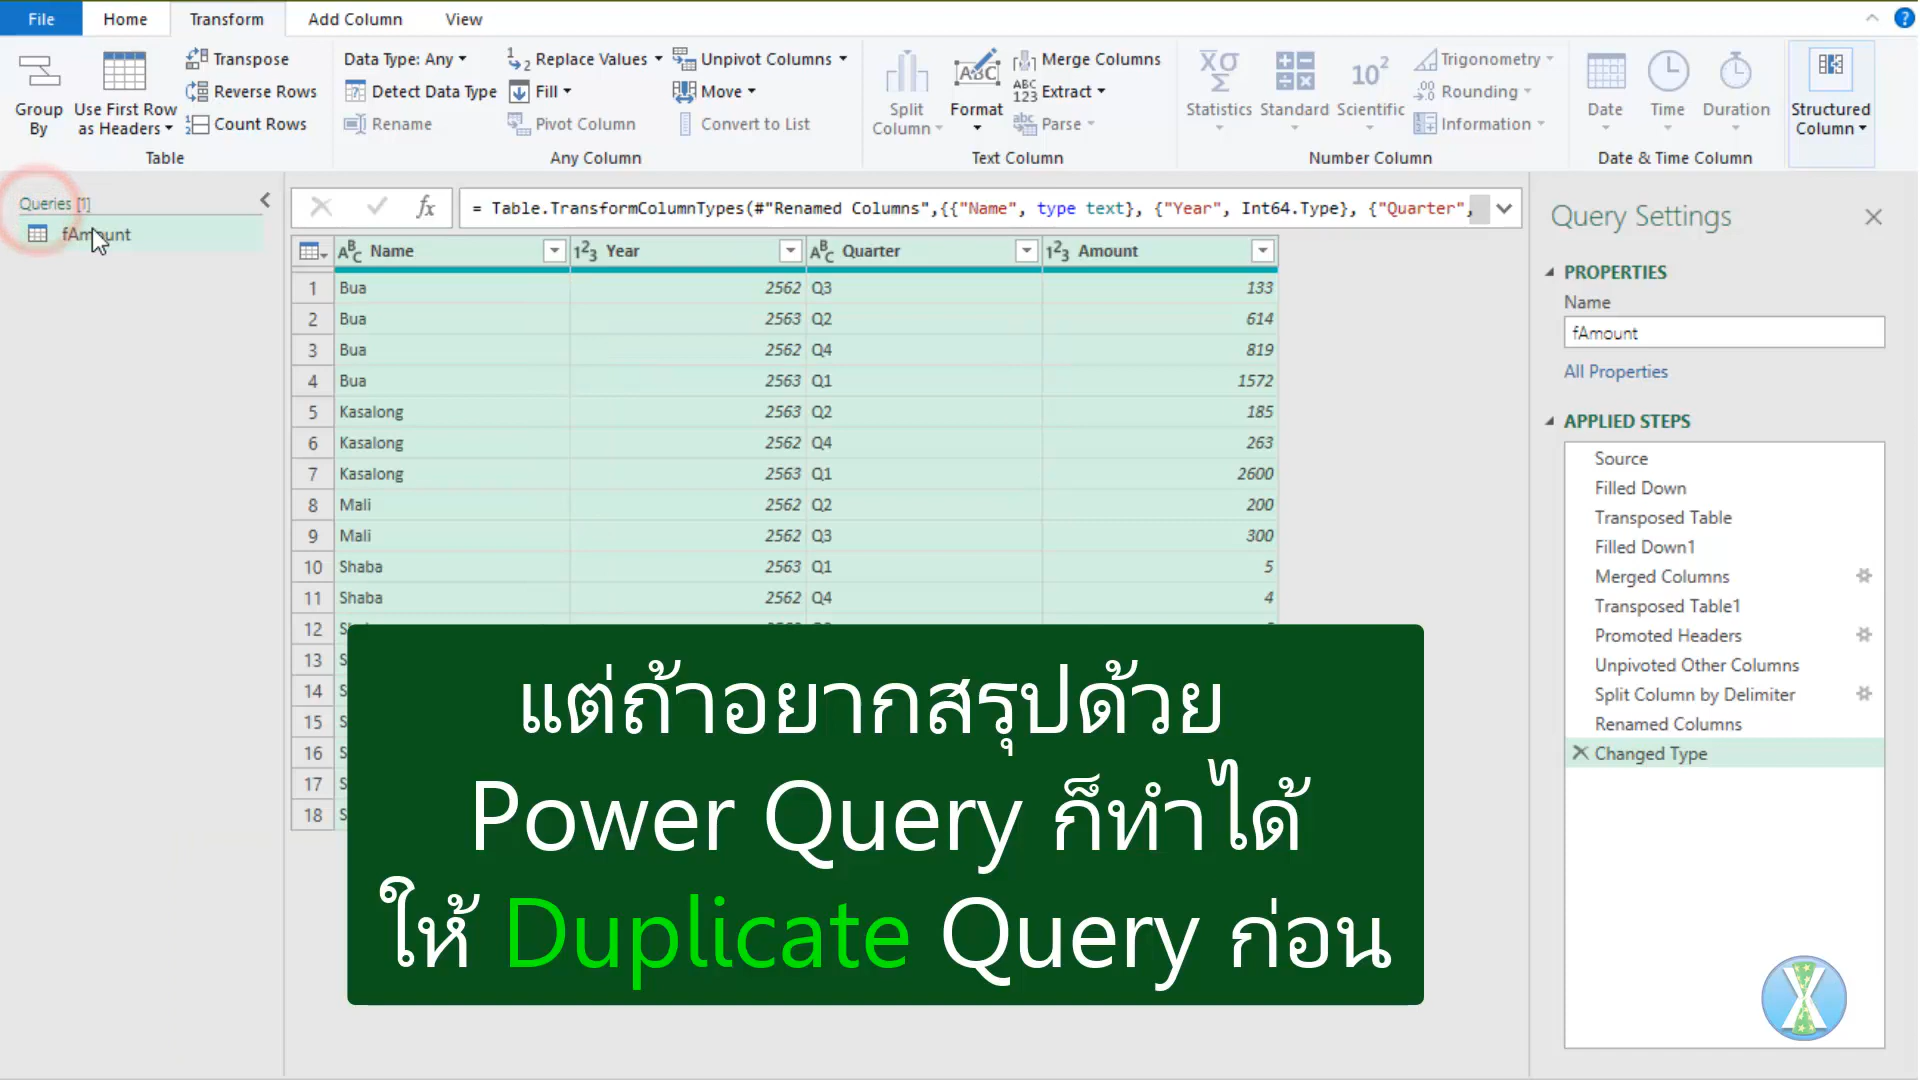 File Home Transform Add Column View
Group By
Use First Row as Headers
Transpose
Reverse Rows
Count Rows
Table
Data Type: Any
Detect Data Type
Rename
Replace Values
Fill
Pivot Column
Unpivot Columns
Move
Convert to List
Any Column
Split Column
Format
Merge Columns
Extract
Parse
Text Column
Statistics
Standard
Scientific
Trigonometry
Rounding
Information
Number Column
Date
Time
Duration
Date & Time Column
Structured Column
Queries [1]
fAmount
= Table.TransformColumnTypes(#"Renamed Columns",{{"Name", type text}, {"Year", Int64.Type}, {"Quarter",
Name Year Quarter Amount
1 Bua 2562 Q3 133
2 Bua 2563 Q2 614
3 Bua 2562 Q4 819
4 Bua 2563 Q1 1572
5 Kasalong 2563 Q2 185
6 Kasalong 2562 Q4 263
7 Kasalong 2563 Q1 2600
8 Mali 2562 Q2 200
9 Mali 2562 Q3 300
10 Shaba 2563 Q1 5
11 Shaba 2562 Q4 4
12
13
14
15
16
17
18
แต่ถ้าอยากสรุปด้วย
Power Query ก็ทำได้
ให้ Duplicate Query ก่อน
Query Settings
PROPERTIES
Name
fAmount
All Properties
APPLIED STEPS
Source
Filled Down
Transposed Table
Filled Down1
Merged Columns
Transposed Table1
Promoted Headers
Unpivoted Other Columns
Split Column by Delimiter
Renamed Columns
Changed Type